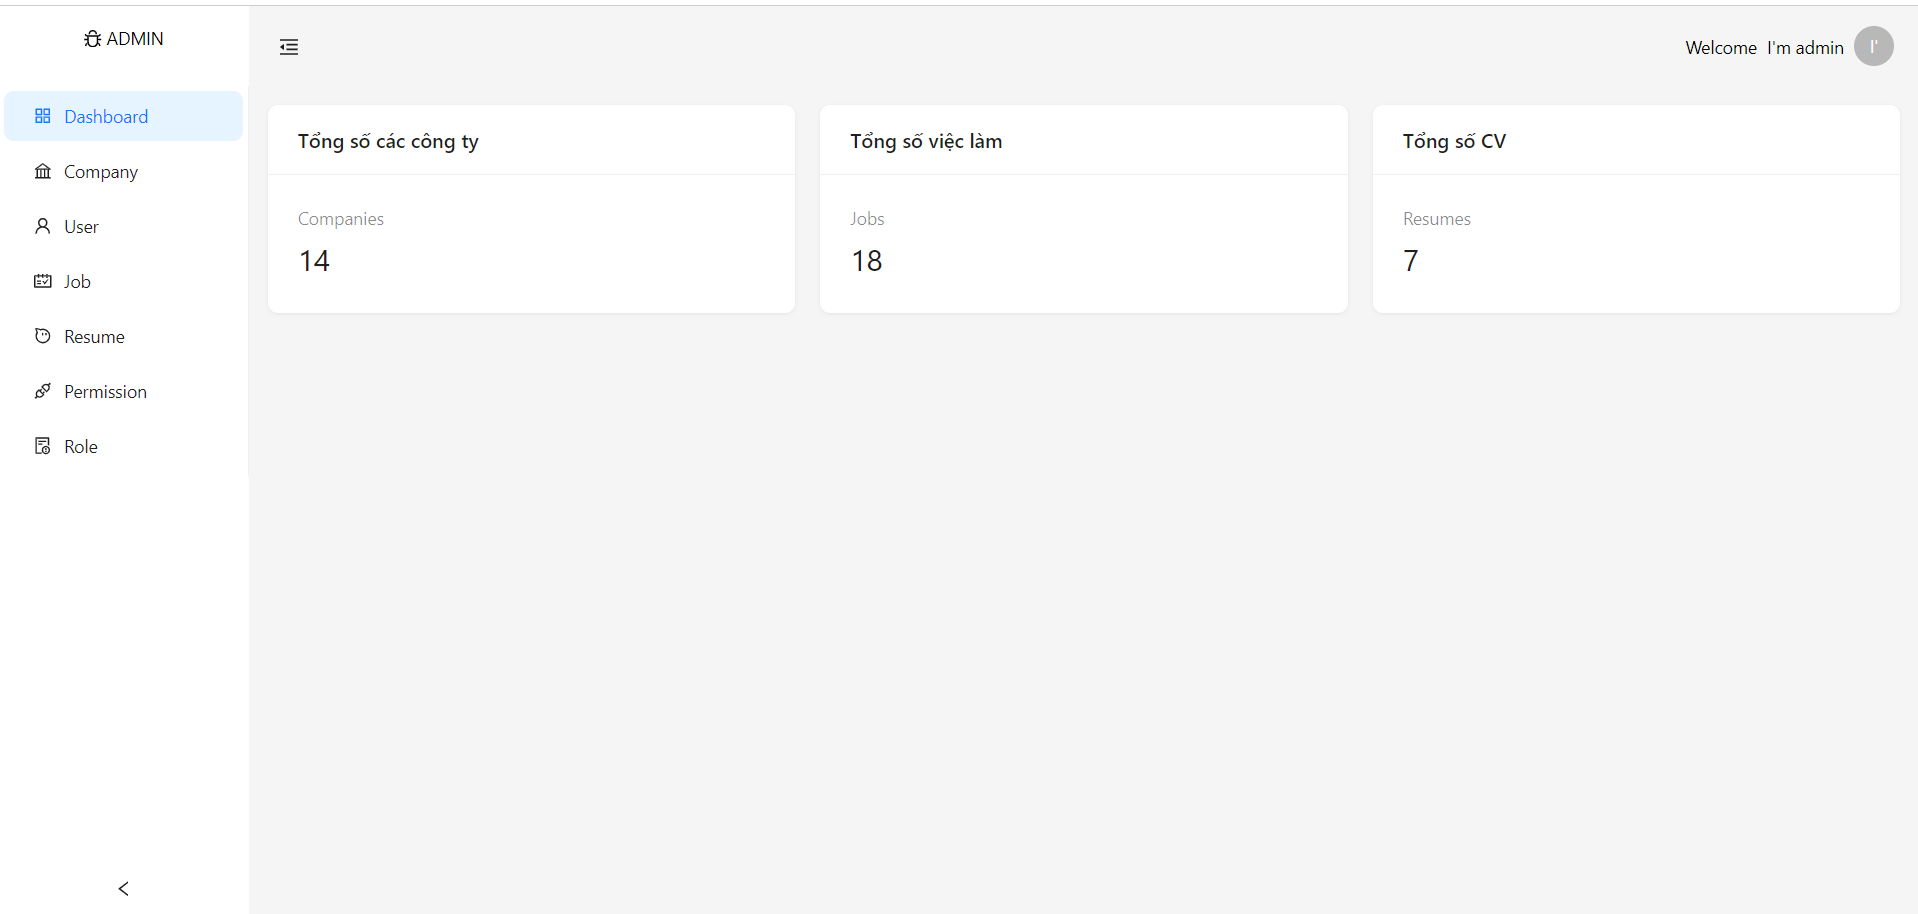 ADMIN
Welcome I'm admin
I'
Dashboard
Company
User
Job
Resume
Permission
Role
Tổng số các công ty
Companies
14
Tổng số việc làm
Jobs
18
Tổng số CV
Resumes
7